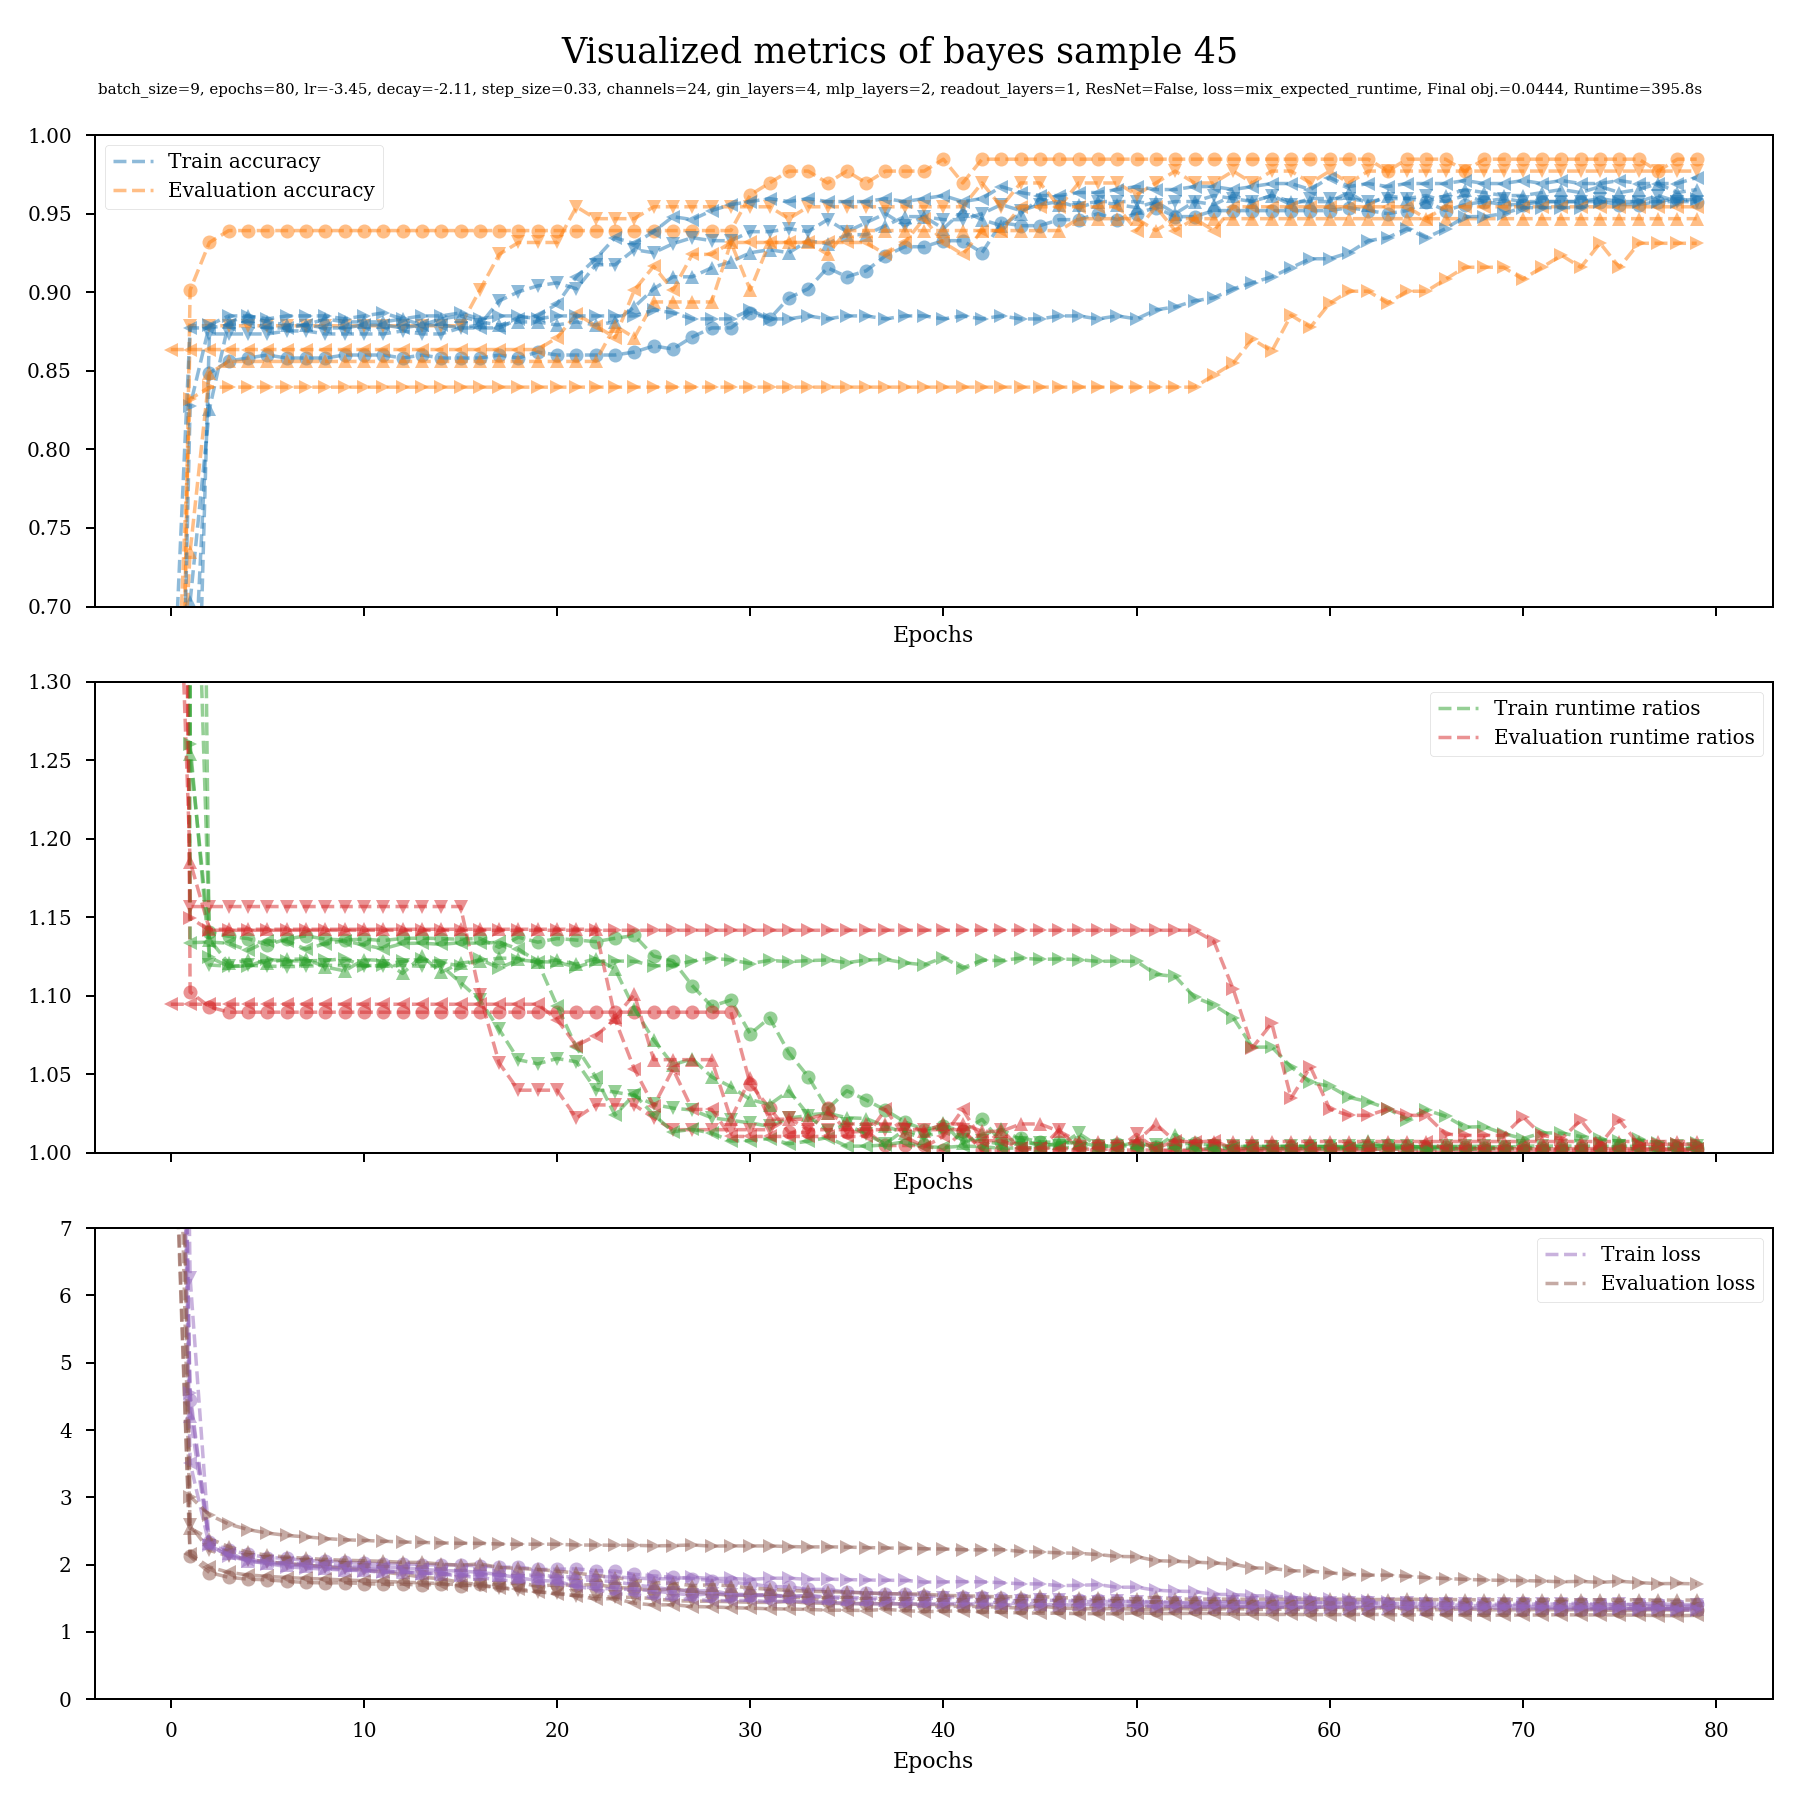 Visualized metrics of bayes sample 45
batch_size=9, epochs=80, lr=-3.45, decay=-2.11, step_size=0.33, channels=24, gin_layers=4, mlp_layers=2, readout_layers=1, ResNet=False, loss=mix_expected_runtime, Final obj.=0.0444, Runtime=395.8s
1.00
0.95
0.90
0.85
0.80
0.75
0.70
Train accuracy
Evaluation accuracy
Epochs
1.30
1.25
1.20
1.15
1.10
1.05
1.00
Train runtime ratios
Evaluation runtime ratios
Epochs
7
6
5
4
3
2
1
0
Train loss
Evaluation loss
0 10 20 30 40 50 60 70 80
Epochs